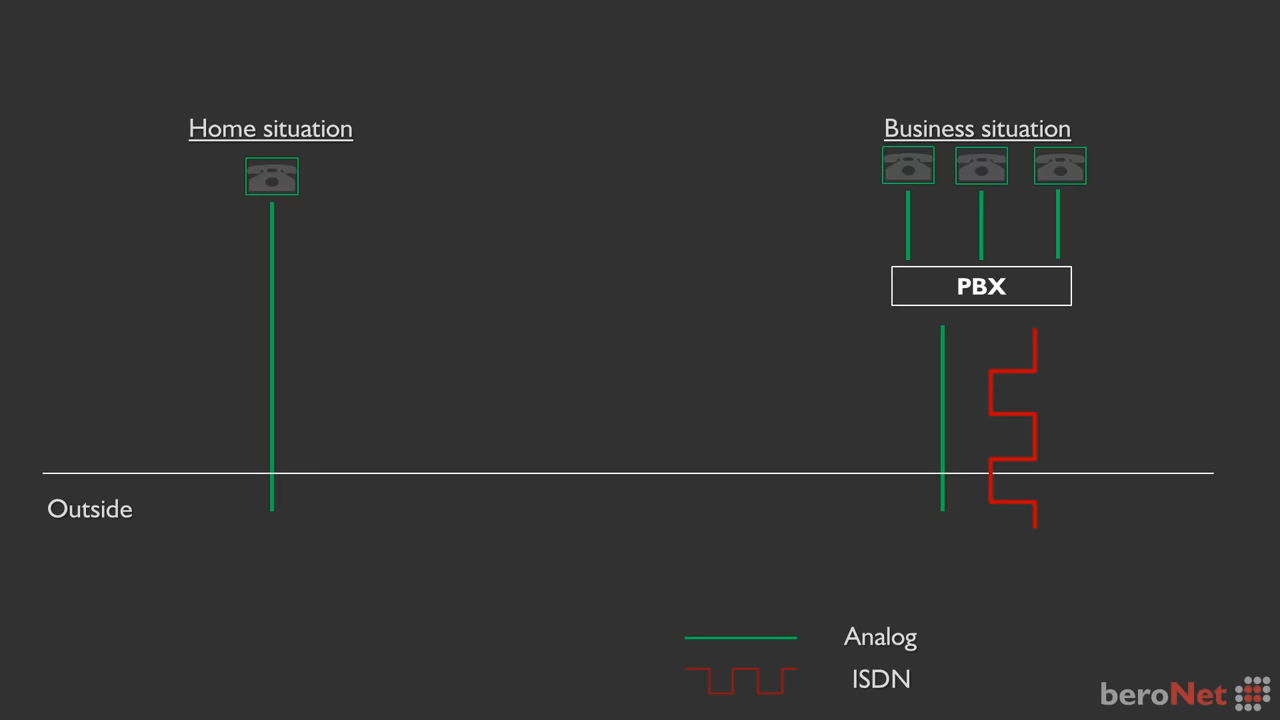 Home situation
Business situation
PBX
Outside
Analog
ISDN
beroNet